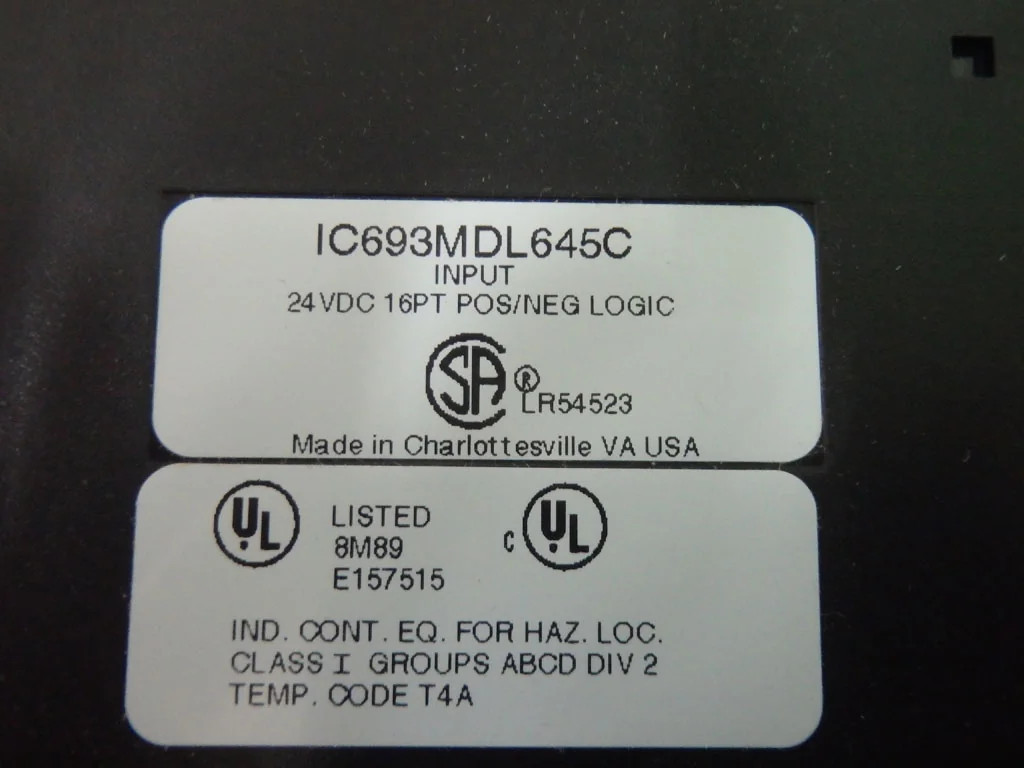 IC693MDL645C
INPUT
24VDC 16PT POS/NEG LOGIC
SA ® LR54523
Made in Charlottesville VA USA
UL LISTED c UL
8M89
E157515
IND. CONT. EQ. FOR HAZ. LOC.
CLASS I GROUPS ABCD DIV 2
TEMP. CODE T4A